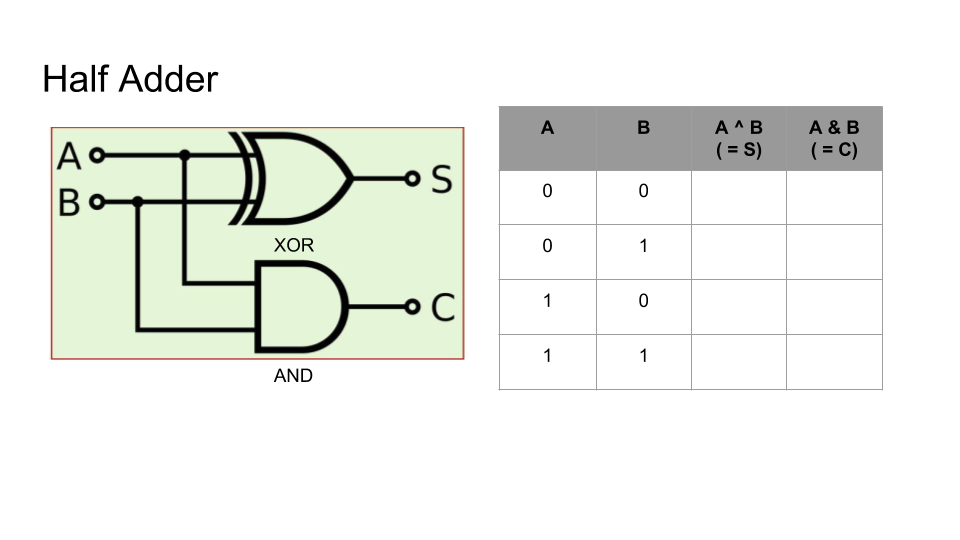 Half Adder
A
B
S
XOR
C
AND
A B A ^ B A & B
( = S) ( = C)
0 0
0 1
1 0
1 1